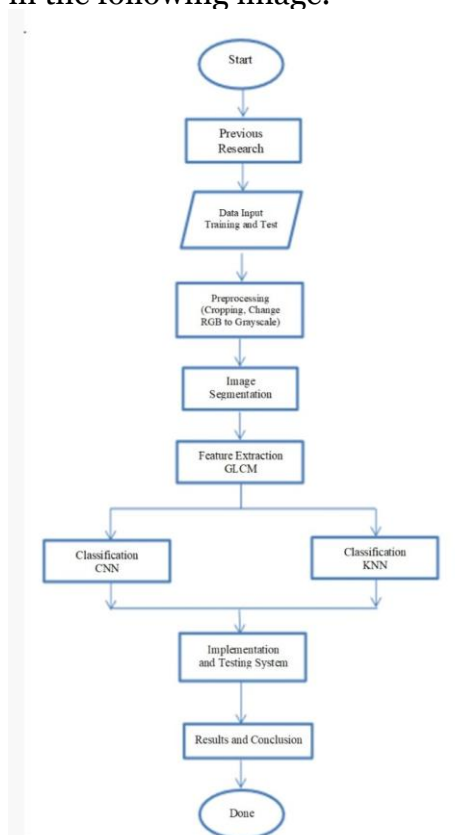 in the following image.
Start
Previous
Research
Data Input
Training and Test
Preprocessing
(Cropping, Change
RGB to Grayscale)
Image
Segmentation
Feature Extraction
GLCM
Classification
CNN
Classification
KNN
Implementation
and Testing System
Results and Conclusion
Done